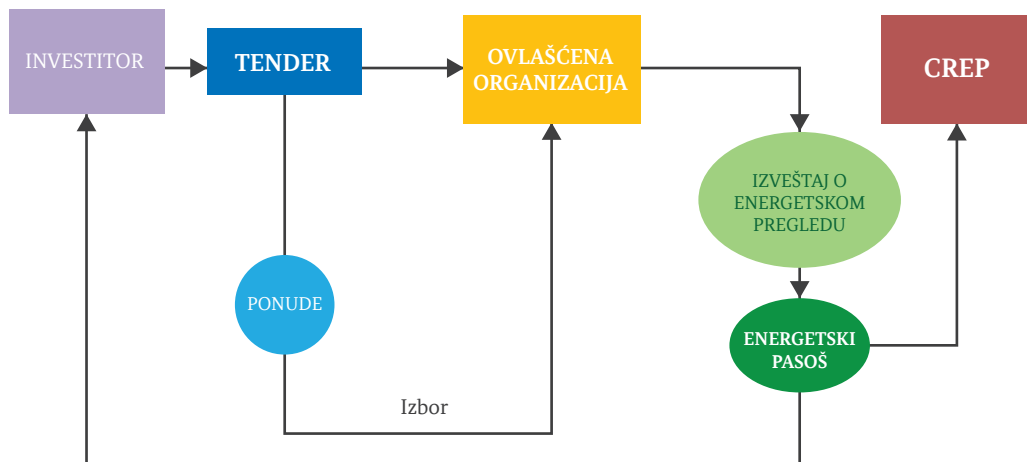 INVESTITOR
TENDER
OVLAŠĆENA
ORGANIZACIJA
CREP
IZVEŠTAJ O
ENERGETSKOM
PREGLEDU
PONUDE
ENERGETSKI
PASOŠ
Izbor